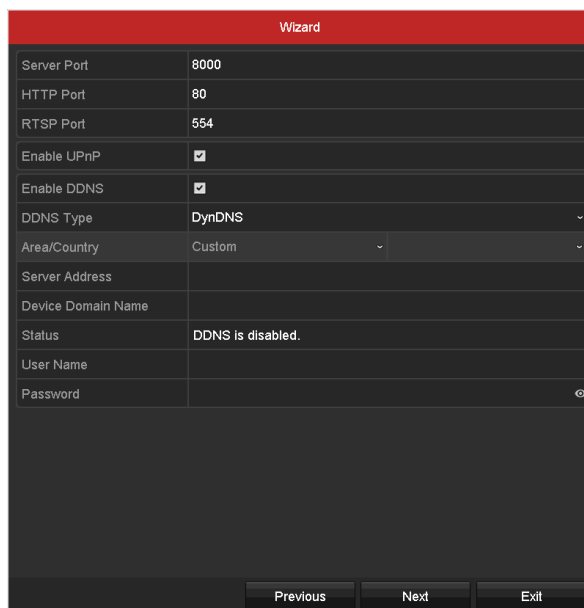 Wizard
Server Port 8000
HTTP Port 80
RTSP Port 554
Enable UPnP
Enable DDNS
DDNS Type DynDNS
Area/Country Custom
Server Address
Device Domain Name
Status DDNS is disabled.
User Name
Password
Previous Next Exit